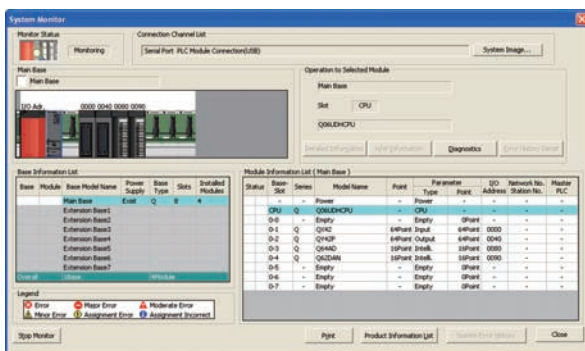 System Monitor
Monitor Status
Monitoring
Connection Channel List
Serial Port PLC Module Connection(USB)
System Image...
Main Base
Main Base
I/O Adr. 0000 0040 0080 0090
Operation to Selected Module
Main Base
Slot CPU
Q06UDHCPU
Detailed Information
H/W Information
Diagnostics
Error History Detail
Base Information List
Base Module Base Model Name Power Supply Base Type Slots Installed Modules
Main Base Exist Q 8 4
Extension Base1
Extension Base2
Extension Base3
Extension Base4
Extension Base5
Extension Base6
Extension Base7
Overall 1Base 4Module
Module Information List ( Main Base )
Status Base-Slot Series Model Name Point Parameter Type Point I/O Address Network No. Station No. Master PLC
- - Power - Power - - - -
CPU Q Q06UDHCPU - CPU - - - -
0-0 - Empty - Empty 0Point - - -
0-1 Q QX42 64Point Input 64Point 0000 - -
0-2 Q QY42P 64Point Output 64Point 0040 - -
0-3 Q Q64AD 16Point Intelli. 16Point 0080 - -
0-4 Q Q62DAN 16Point Intelli. 16Point 0090 - -
0-5 - Empty - Empty 0Point - - -
0-6 - Empty - Empty 0Point - - -
0-7 - Empty - Empty 0Point - - -
Legend
Error Major Error Moderate Error
Minor Error Assignment Error Assignment Incorrect
Stop Monitor
Print
Product Information List
System Error History
Close